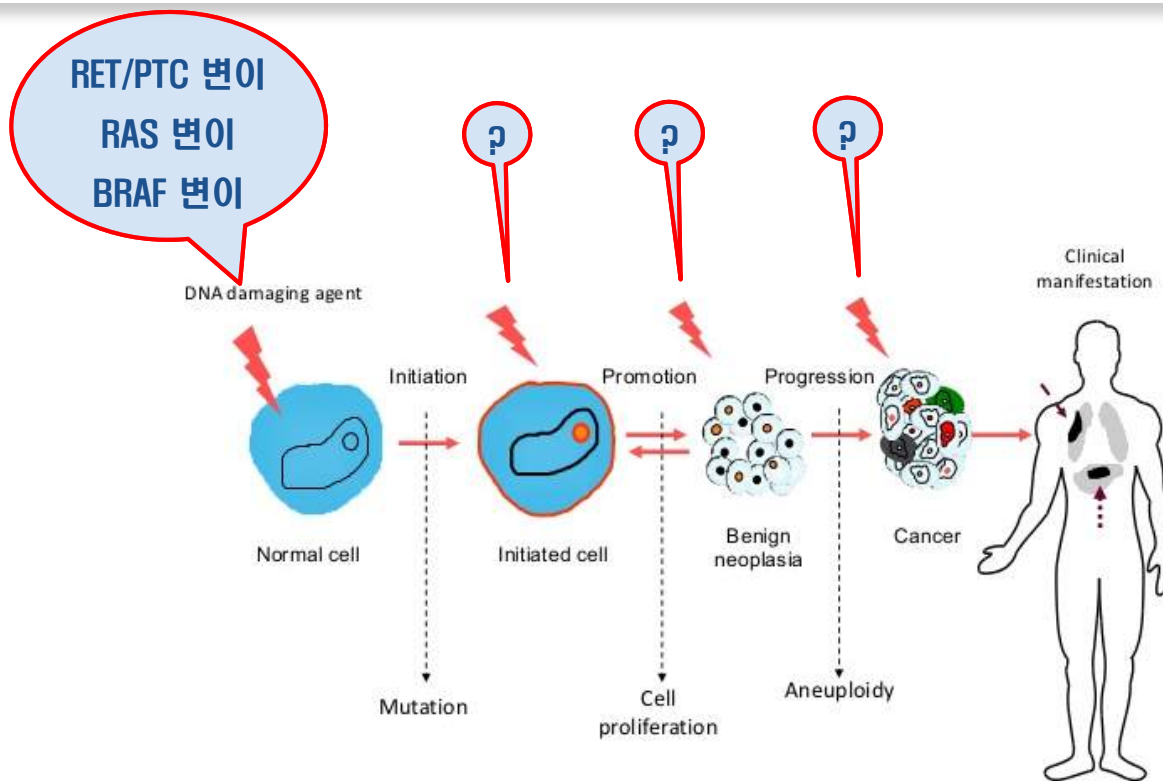 RET/PTC 변이
RAS 변이
BRAF 변이
?
?
?
DNA damaging agent
Clinical
manifestation
Initiation
Promotion
Progression
Normal cell
Initiated cell
Benign
neoplasia
Cancer
Mutation
Cell
proliferation
Aneuploidy